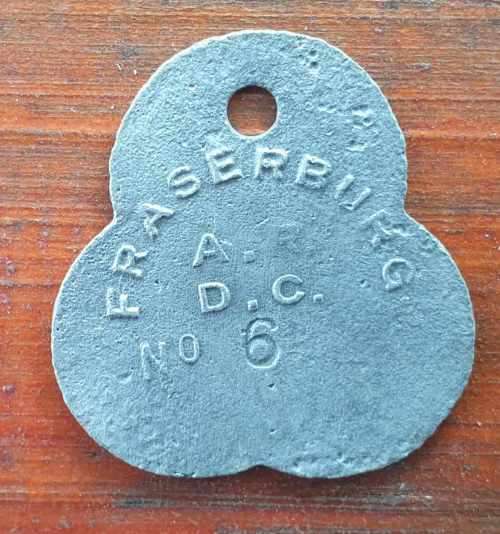 FRASERBURG
A. R
D.C.
No 6